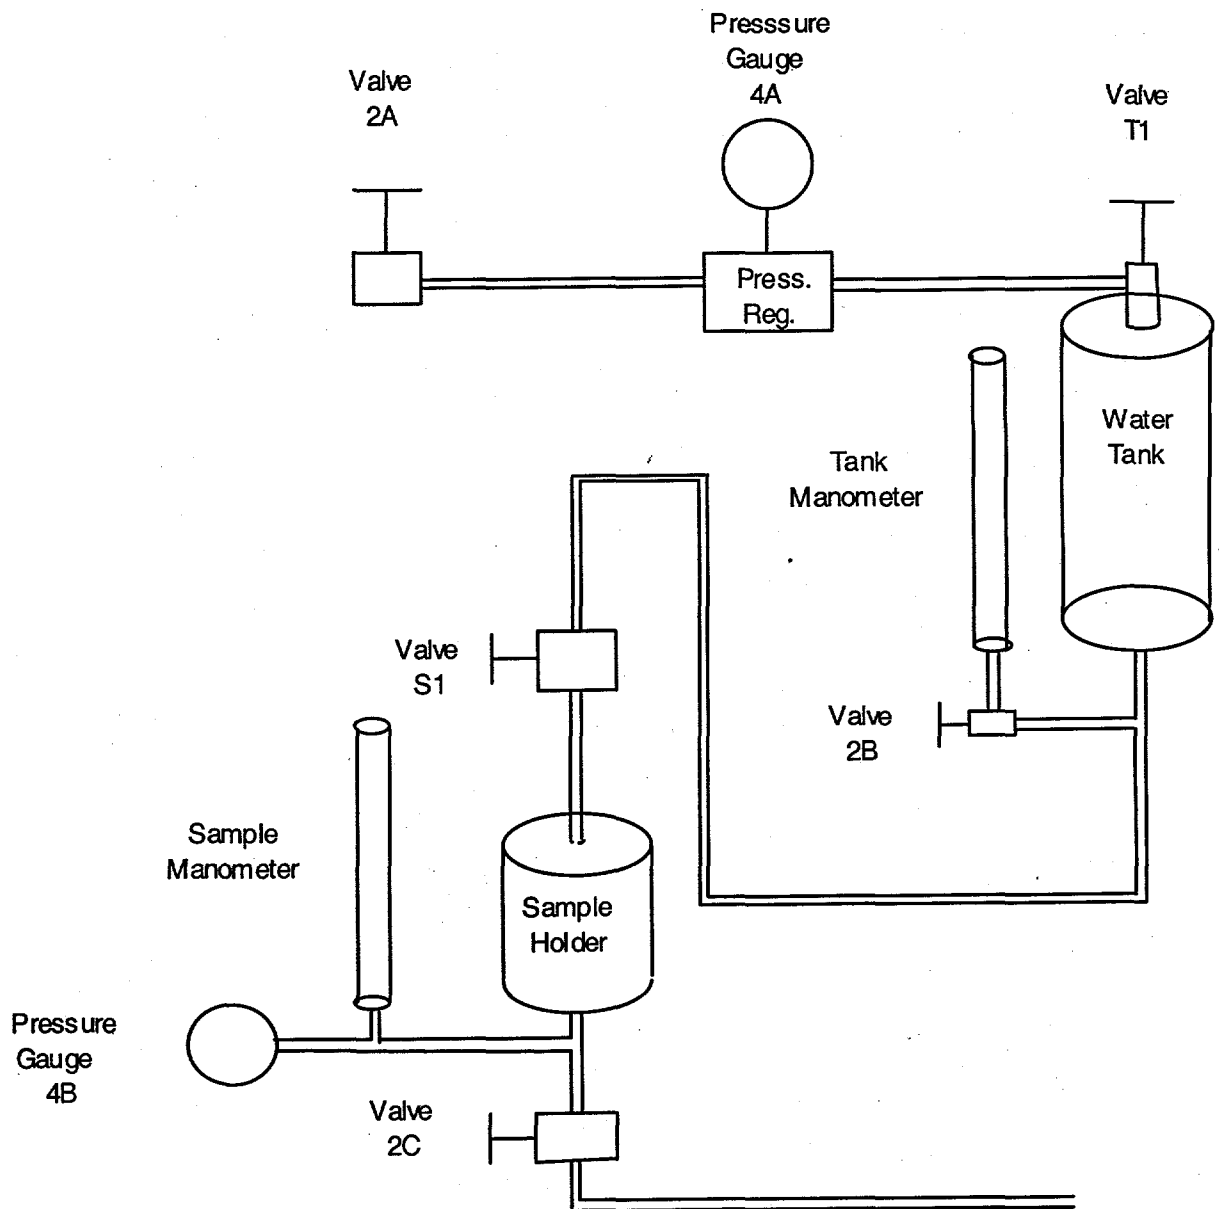 Presssure
Gauge
4A
Valve
2A
Valve
T1
Press.
Reg.
Water
Tank
Tank
Manometer
Valve
S1
Valve
2B
Sample
Manometer
Sample
Holder
Pressure
Gauge
4B
Valve
2C